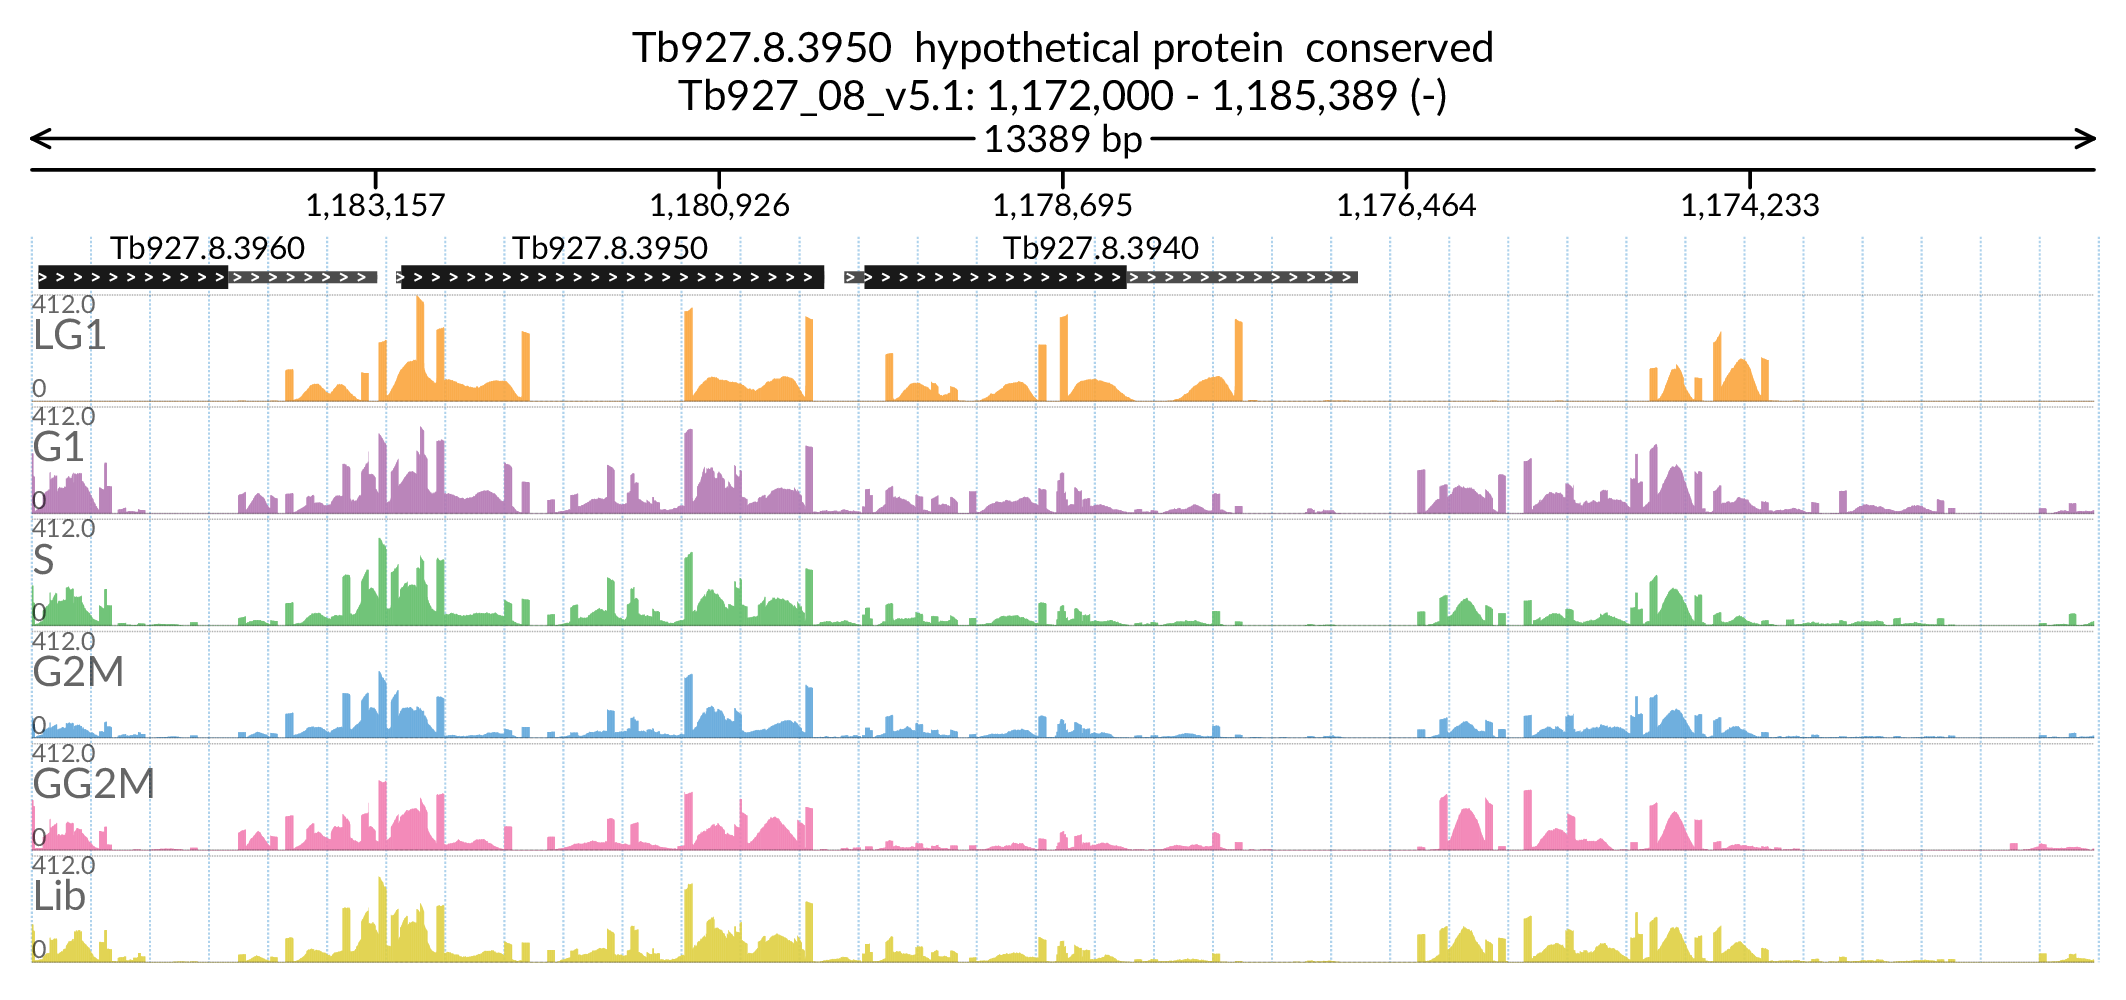 Tb927.8.3950 hypothetical protein conserved
Tb927_08_v5.1: 1,172,000 - 1,185,389 (-)
13389 bp
1,183,157 1,180,926 1,178,695 1,176,464 1,174,233
Tb927.8.3960 Tb927.8.3950 Tb927.8.3940
412.0
LG1
0
412.0
G1
0
412.0
S
0
412.0
G2M
0
412.0
GG2M
0
412.0
Lib
0